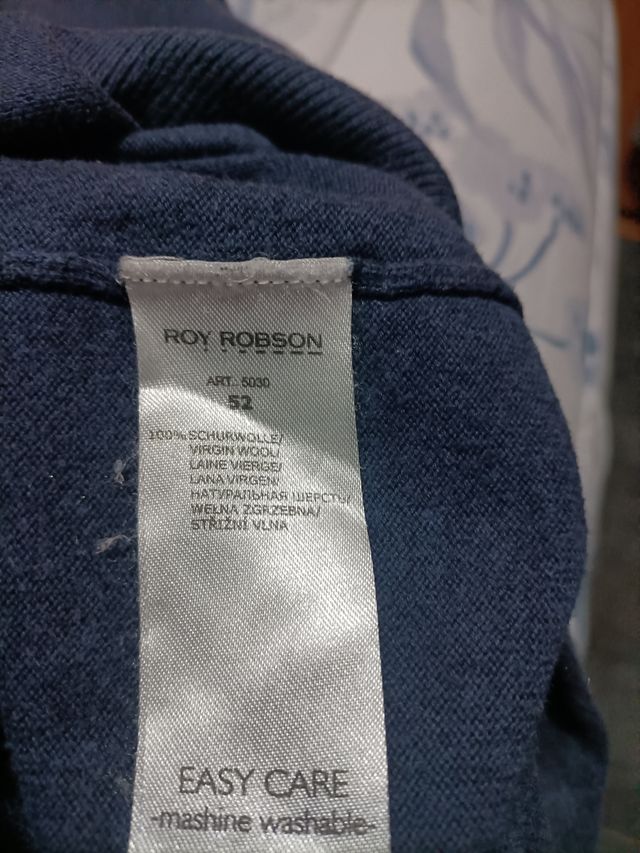 ROY ROBSON
ART. 5030
52
100% SCHURWOLLE/
VIRGIN WOOL/
LAINE VIERGE/
LANA VIRGEN/
НАТУРАЛЬНАЯ ШЕРСТЬ/
WEŁNA ZGRZEBNA/
STŘIŽNÍ VLNA
EASY CARE
-mashine washable-